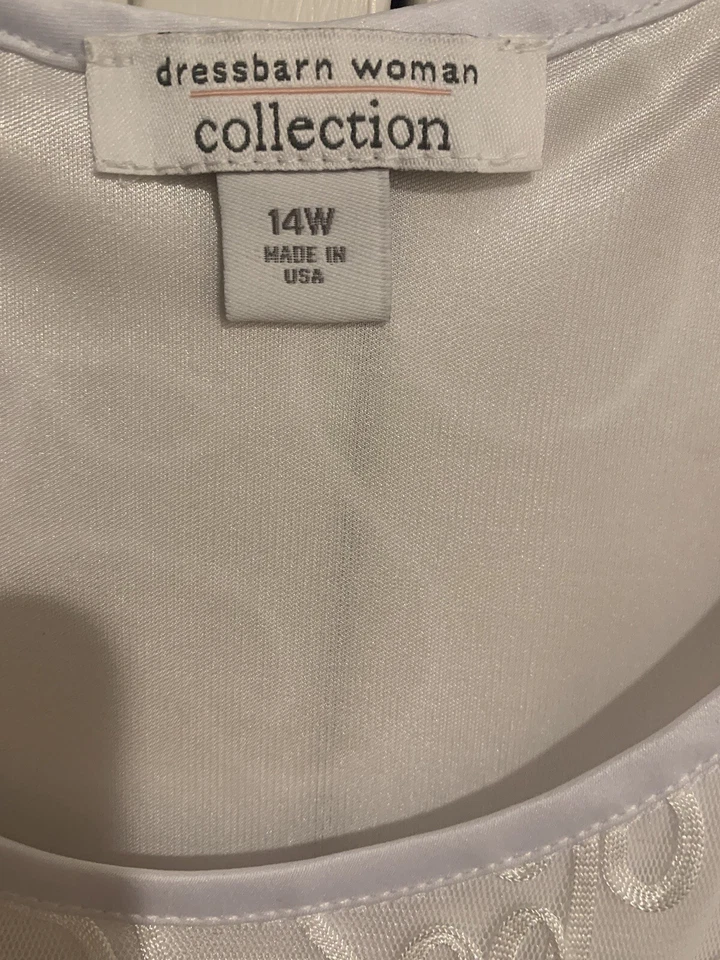 dressbarn woman
collection
14W
MADE IN
USA